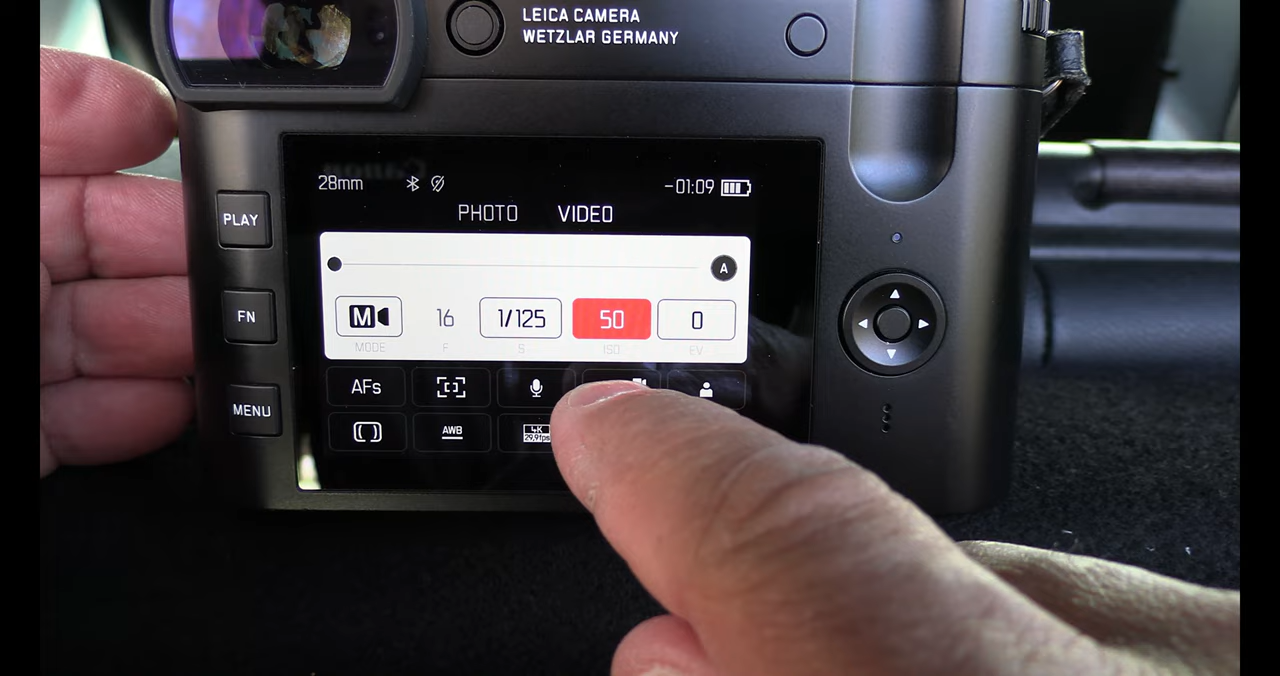 LEICA CAMERA
WETZLAR GERMANY
28mm -01:09
PHOTO VIDEO
A
M 16 1/125 50 0
MODE F S ISO EV
PLAY
FN
MENU
AFs
AWB 4K
29.97fps